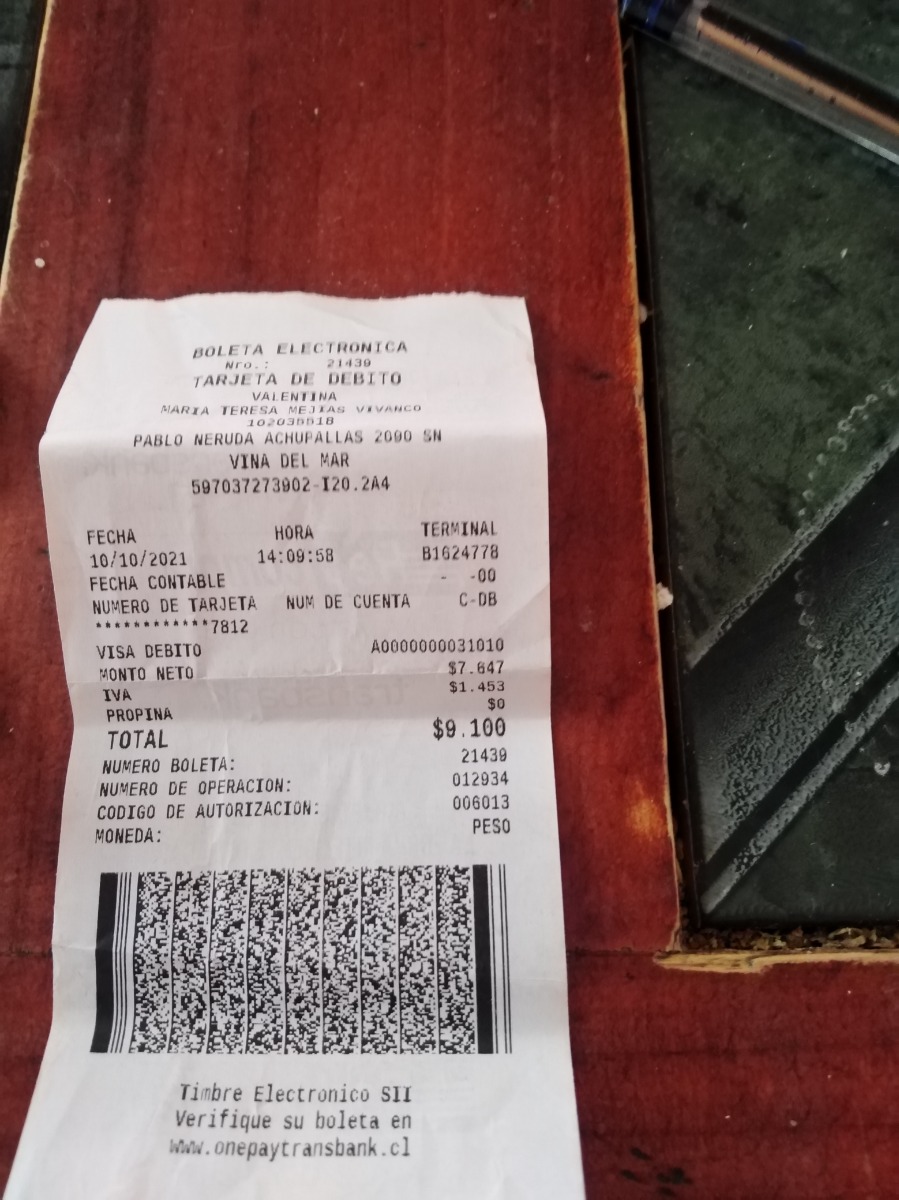 BOLETA ELECTRONICA
Nro.: 21439
TARJETA DE DEBITO
VALENTINA
MARIA TERESA MEJIAS VIVANCO
102035518
PABLO NERUDA ACHUPALLAS 2090 SN
VINA DEL MAR
597037273902-I20.2A4
FECHA HORA TERMINAL
10/10/2021 14:09:58 B1624778
FECHA CONTABLE - -00
NUMERO DE TARJETA NUM DE CUENTA C-DB
************7812
VISA DEBITO A0000000031010
MONTO NETO $7.647
IVA $1.453
PROPINA $0
TOTAL $9.100
NUMERO BOLETA: 21439
NUMERO DE OPERACION: 012934
CODIGO DE AUTORIZACION: 006013
MONEDA: PESO
Timbre Electronico SII
Verifique su boleta en
www.onepaytransbank.cl